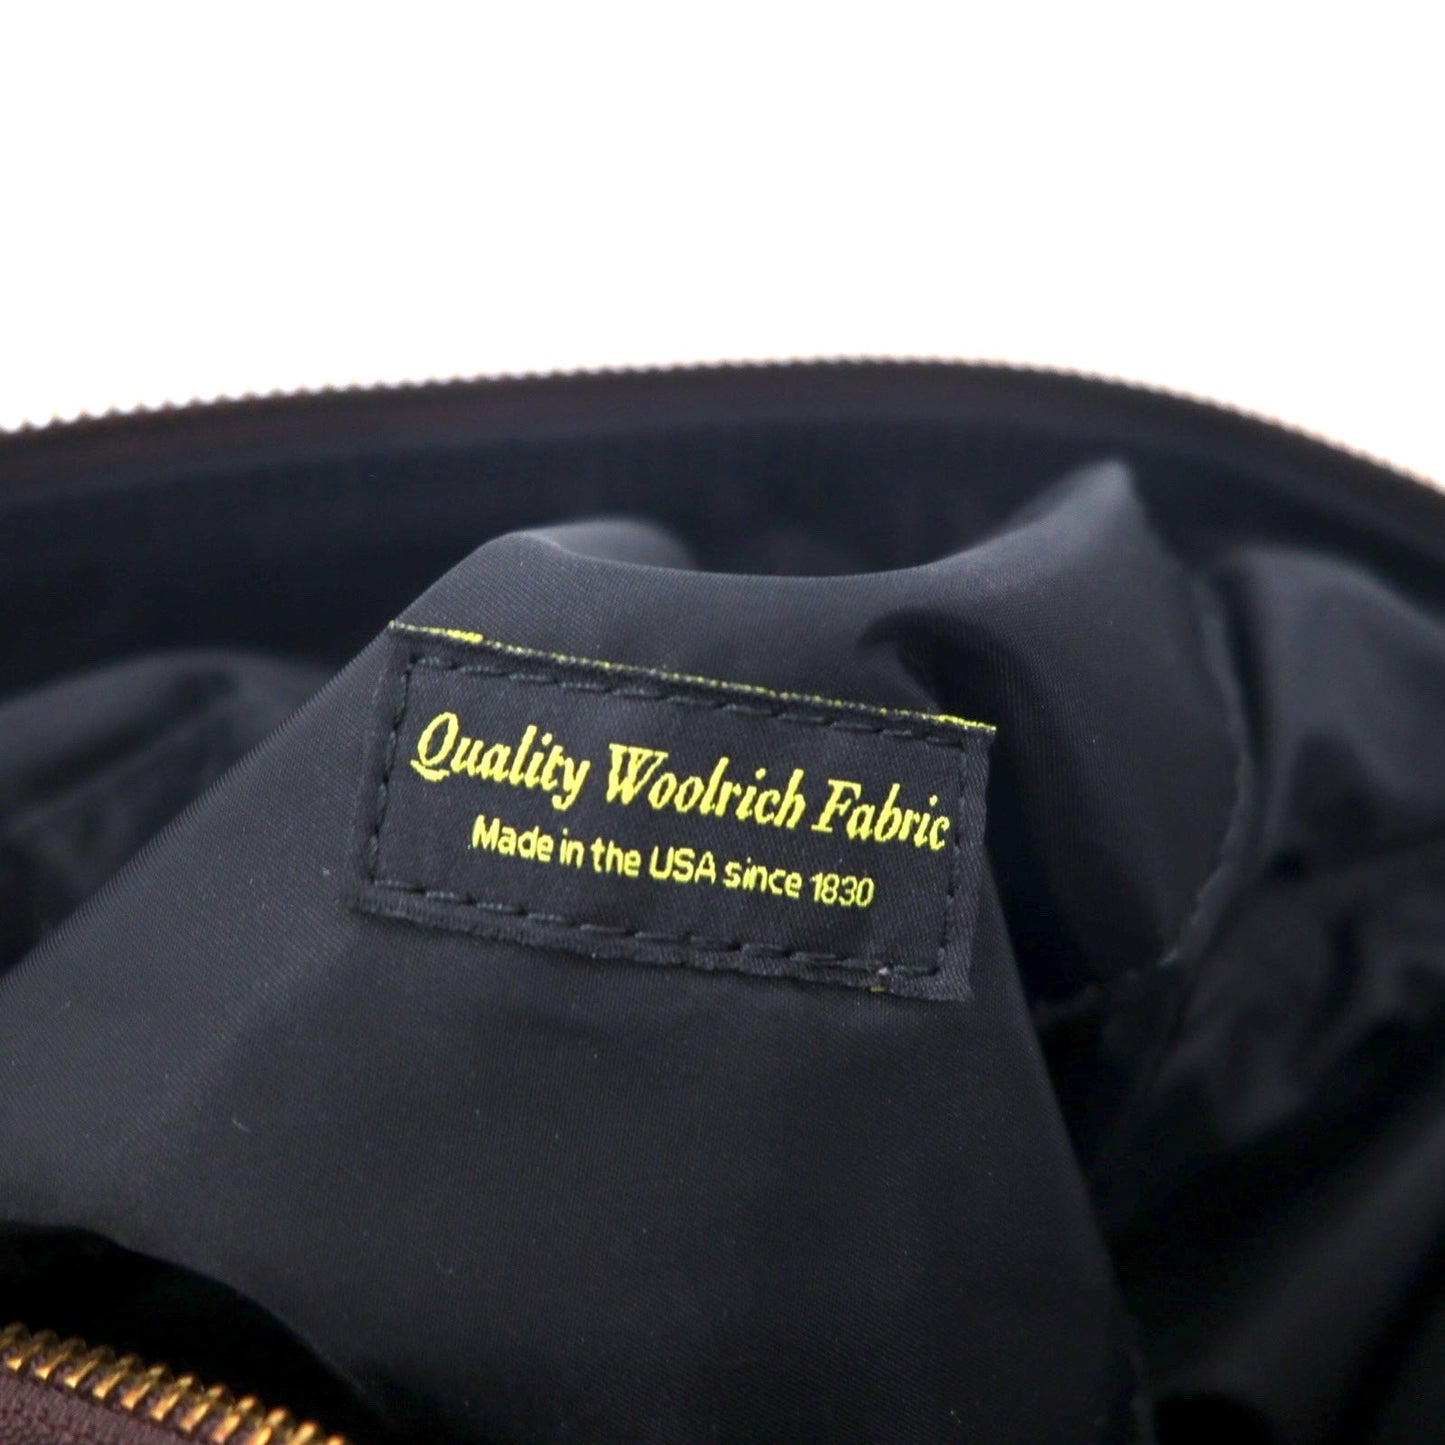 Quality Woolrich Fabric
Made in the USA since 1830